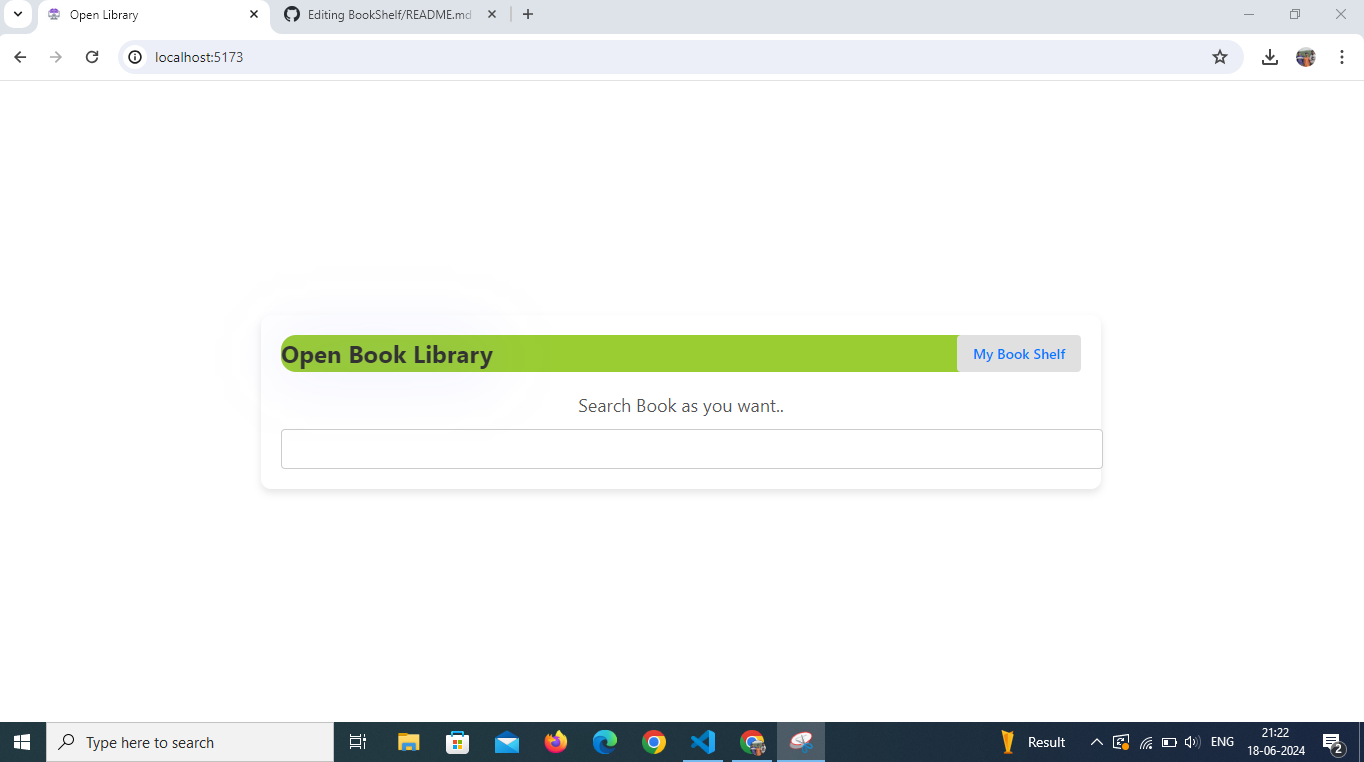 Open Library
Editing BookShelf/README.md
localhost:5173
Open Book Library
My Book Shelf
Search Book as you want..
Type here to search
Result
ENG
21:22
18-06-2024
2